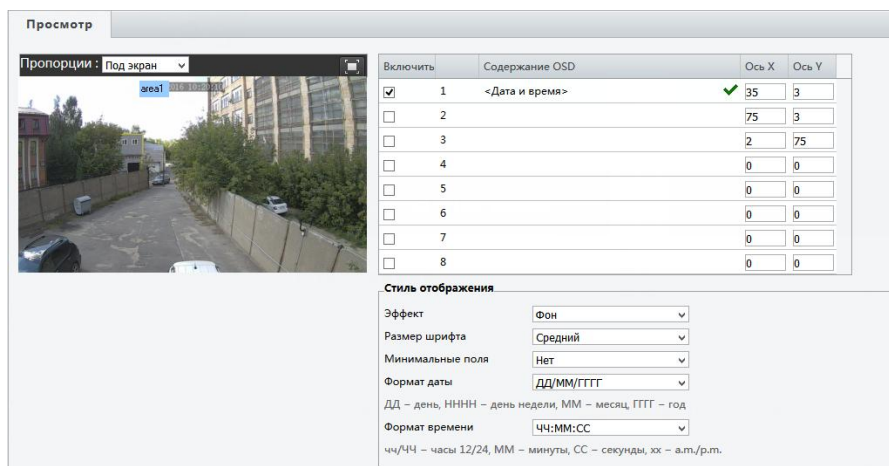 Просмотр
Пропорции : Под экран
area1
Включить Содержание OSD Ось X Ось Y
1 <Дата и время> 35 3
2 75 3
3 2 75
4 0 0
5 0 0
6 0 0
7 0 0
8 0 0
Стиль отображения
Эффект Фон
Размер шрифта Средний
Минимальные поля Нет
Формат даты ДД/ММ/ГГГГ
ДД – день, НННН – день недели, ММ – месяц, ГГГГ – год
Формат времени ЧЧ:ММ:СС
чч/ЧЧ – часы 12/24, ММ – минуты, СС – секунды, xx – a.m./p.m.